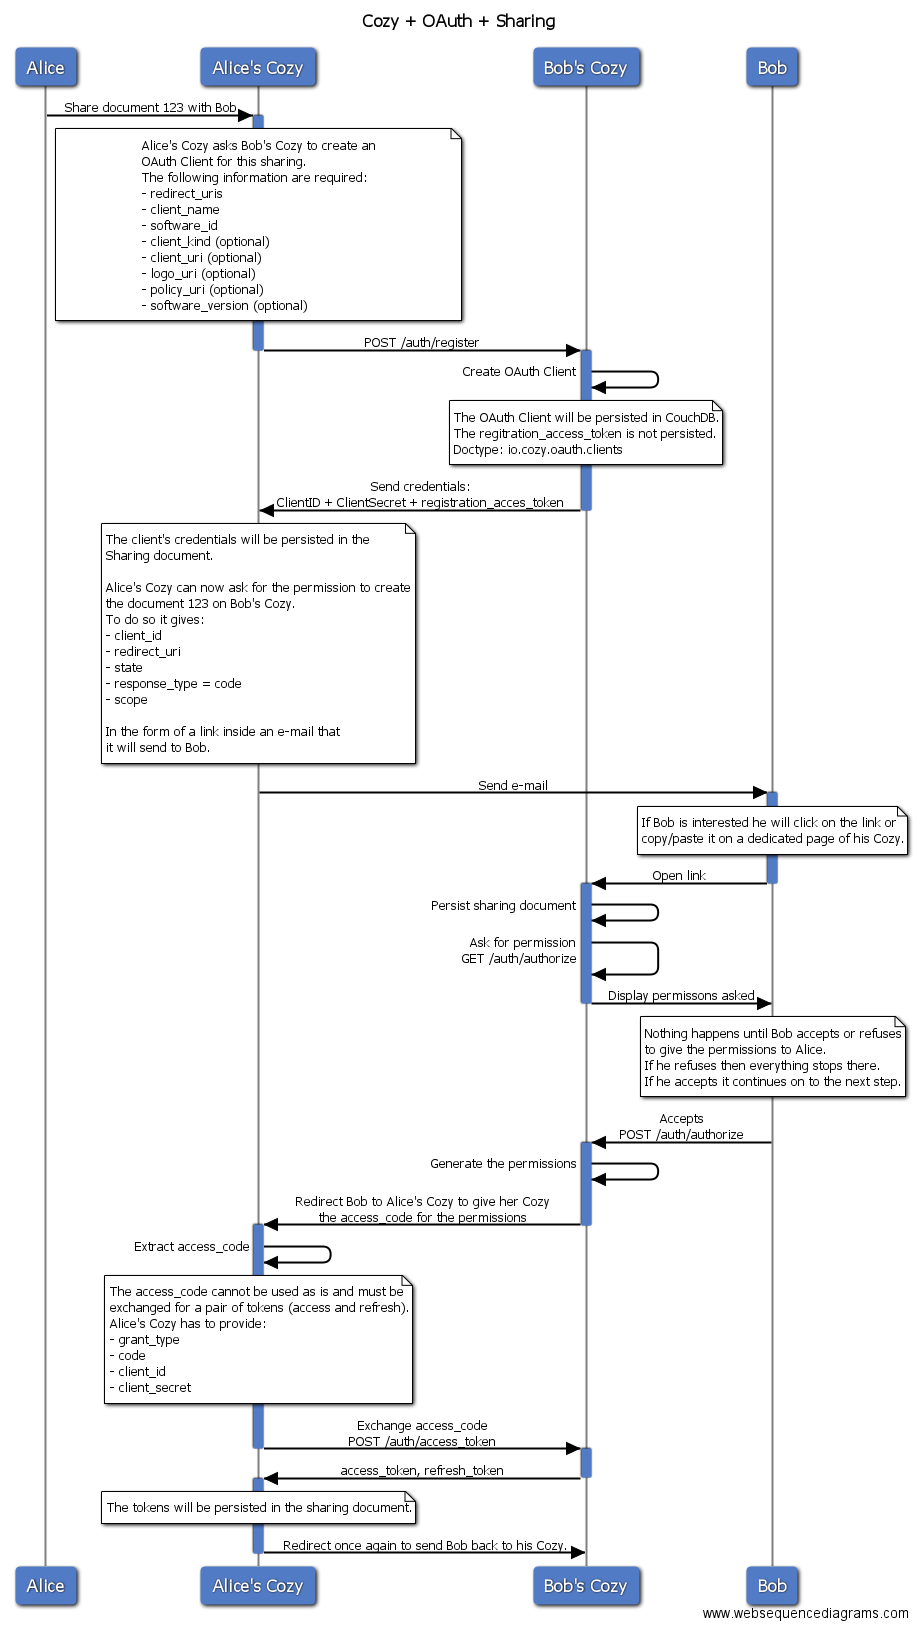 Cozy + OAuth + Sharing
Alice
Alice's Cozy
Bob's Cozy
Bob
Share document 123 with Bob
Alice's Cozy asks Bob's Cozy to create an
OAuth Client for this sharing.
The following information are required:
- redirect_uris
- client_name
- software_id
- client_kind (optional)
- client_uri (optional)
- logo_uri (optional)
- policy_uri (optional)
- software_version (optional)
POST /auth/register
Create OAuth Client
The OAuth Client will be persisted in CouchDB.
The regitration_access_token is not persisted.
Doctype: io.cozy.oauth.clients
Send credentials:
ClientID + ClientSecret + registration_acces_token
The client's credentials will be persisted in the
Sharing document.
Alice's Cozy can now ask for the permission to create
the document 123 on Bob's Cozy.
To do so it gives:
- client_id
- redirect_uri
- state
- response_type = code
- scope
In the form of a link inside an e-mail that
it will send to Bob.
Send e-mail
If Bob is interested he will click on the link or
copy/paste it on a dedicated page of his Cozy.
Open link
Persist sharing document
Ask for permission
GET /auth/authorize
Display permissons asked
Nothing happens until Bob accepts or refuses
to give the permissions to Alice.
If he refuses then everything stops there.
If he accepts it continues on to the next step.
Accepts
POST /auth/authorize
Generate the permissions
Redirect Bob to Alice's Cozy to give her Cozy
the access_code for the permissions
Extract access_code
The access_code cannot be used as is and must be
exchanged for a pair of tokens (access and refresh).
Alice's Cozy has to provide:
- grant_type
- code
- client_id
- client_secret
Exchange access_code
POST /auth/access_token
access_token, refresh_token
The tokens will be persisted in the sharing document.
Redirect once again to send Bob back to his Cozy.
Alice
Alice's Cozy
Bob's Cozy
Bob
www.websequencediagrams.com